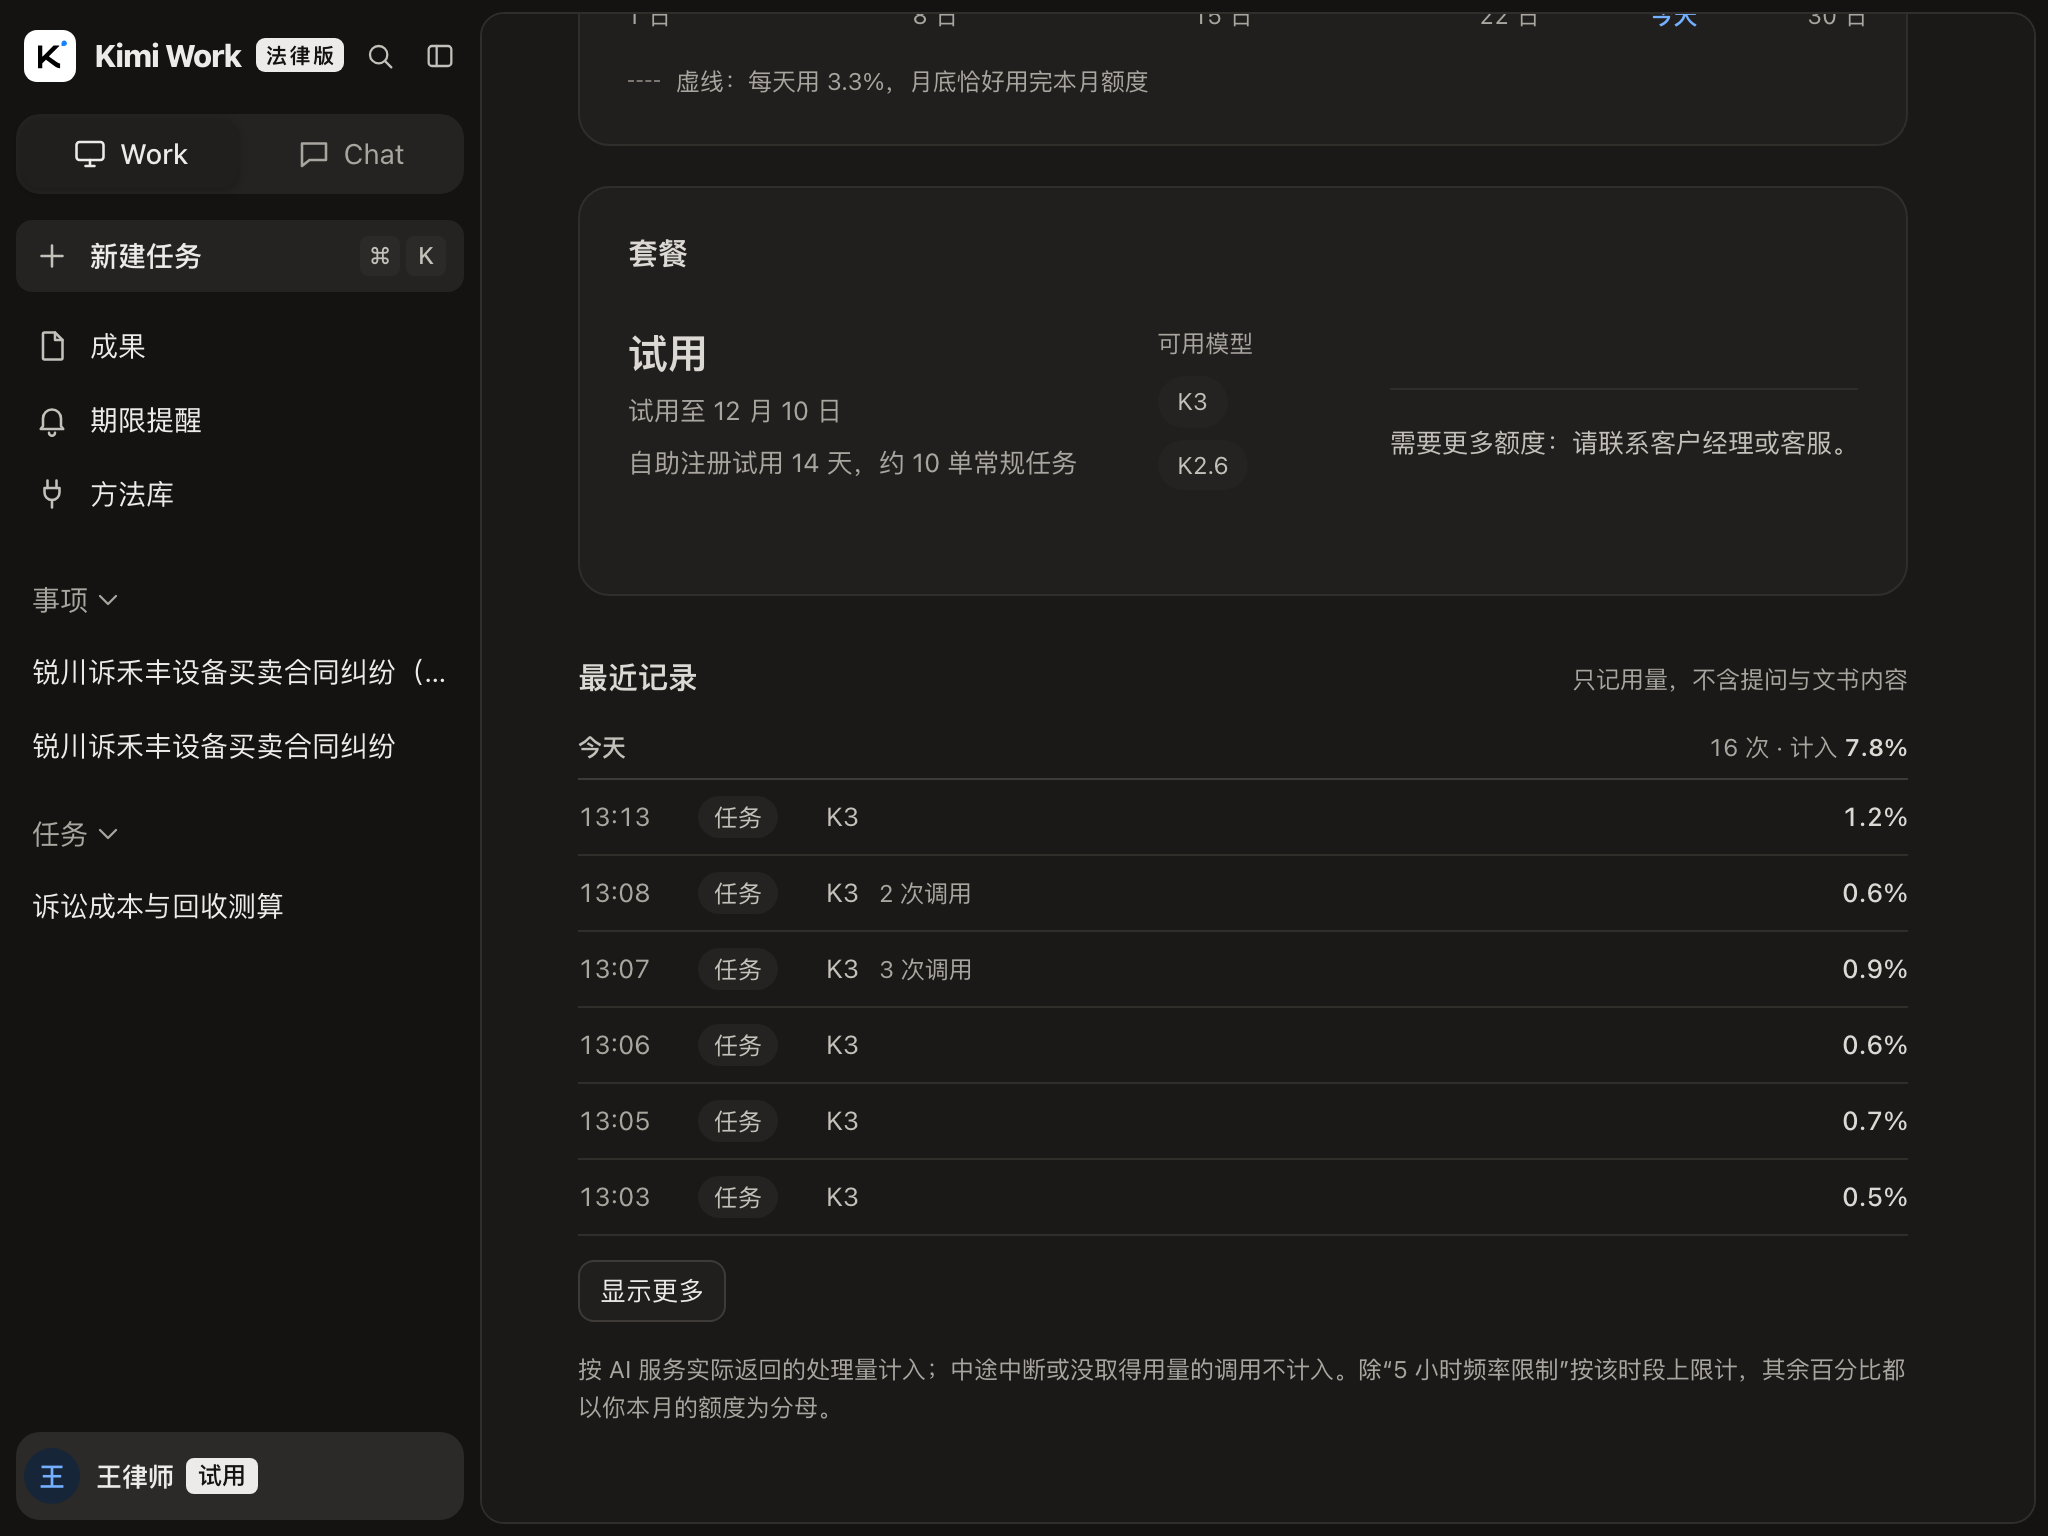 Kimi Work 法律版
Work
Chat
新建任务 ⌘ K
成果
期限提醒
方法库
事项
锐川诉禾丰设备买卖合同纠纷（...
锐川诉禾丰设备买卖合同纠纷
任务
诉讼成本与回收测算
王 王律师 试用
1 日 8 日 15 日 22 日 今天 30 日
虚线：每天用 3.3%，月底恰好用完本月额度
套餐
试用
试用至 12 月 10 日
自助注册试用 14 天，约 10 单常规任务
可用模型
K3
K2.6
需要更多额度：请联系客户经理或客服。
最近记录
只记用量，不含提问与文书内容
今天
16 次 · 计入 7.8%
13:13 任务 K3 1.2%
13:08 任务 K3 2 次调用 0.6%
13:07 任务 K3 3 次调用 0.9%
13:06 任务 K3 0.6%
13:05 任务 K3 0.7%
13:03 任务 K3 0.5%
显示更多
按 AI 服务实际返回的处理量计入；中途中断或没取得用量的调用不计入。除“5 小时频率限制”按该时段上限计，其余百分比都
以你本月的额度为分母。